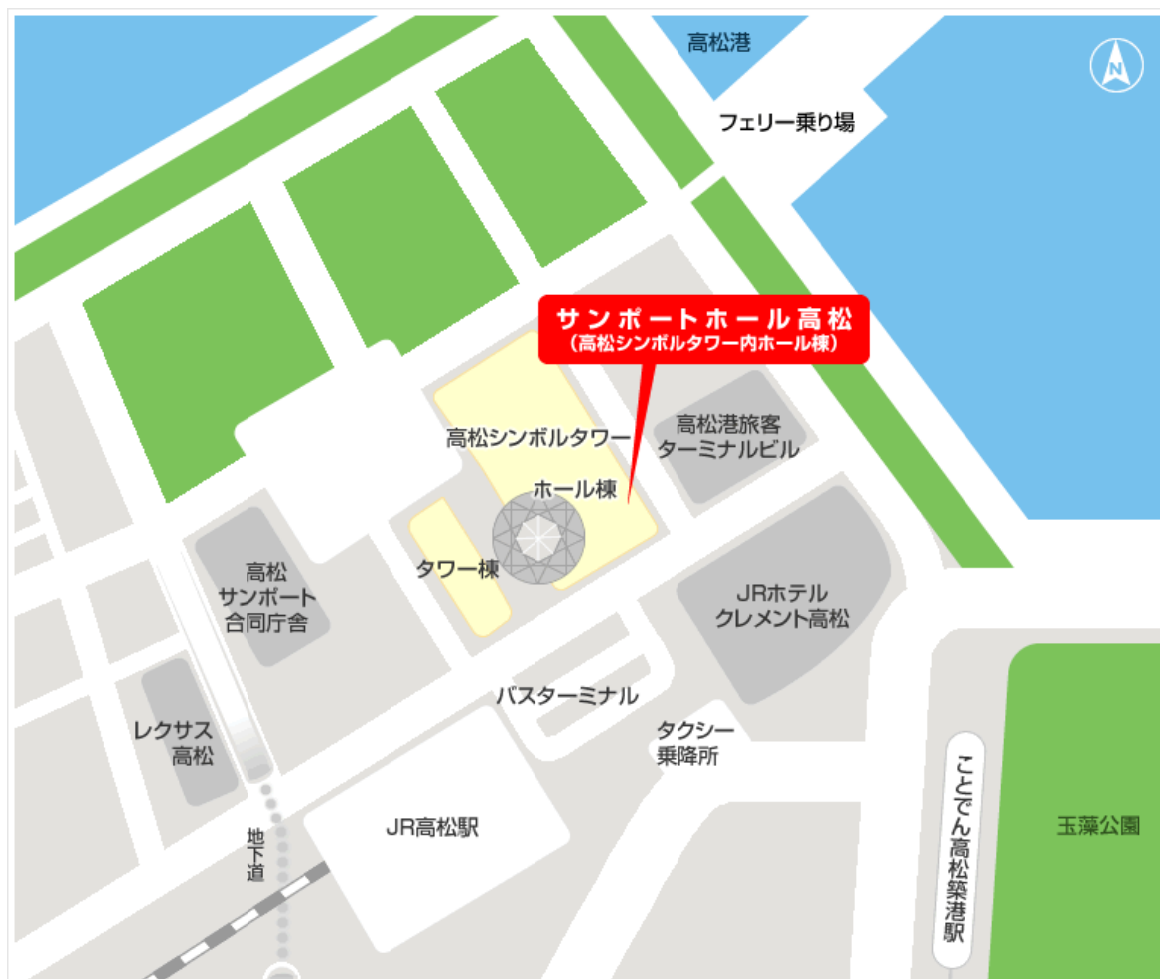 高松港
N
フェリー乗り場
サンポートホール高松
(高松シンボルタワー内ホール棟)
高松シンボルタワー
ホール棟
高松港旅客
ターミナルビル
タワー棟
高松
サンポート
合同庁舎
JRホテル
クレメント高松
バスターミナル
レクサス
高松
タクシー
乗降所
地下道
JR高松駅
ことでん高松築港駅
玉藻公園